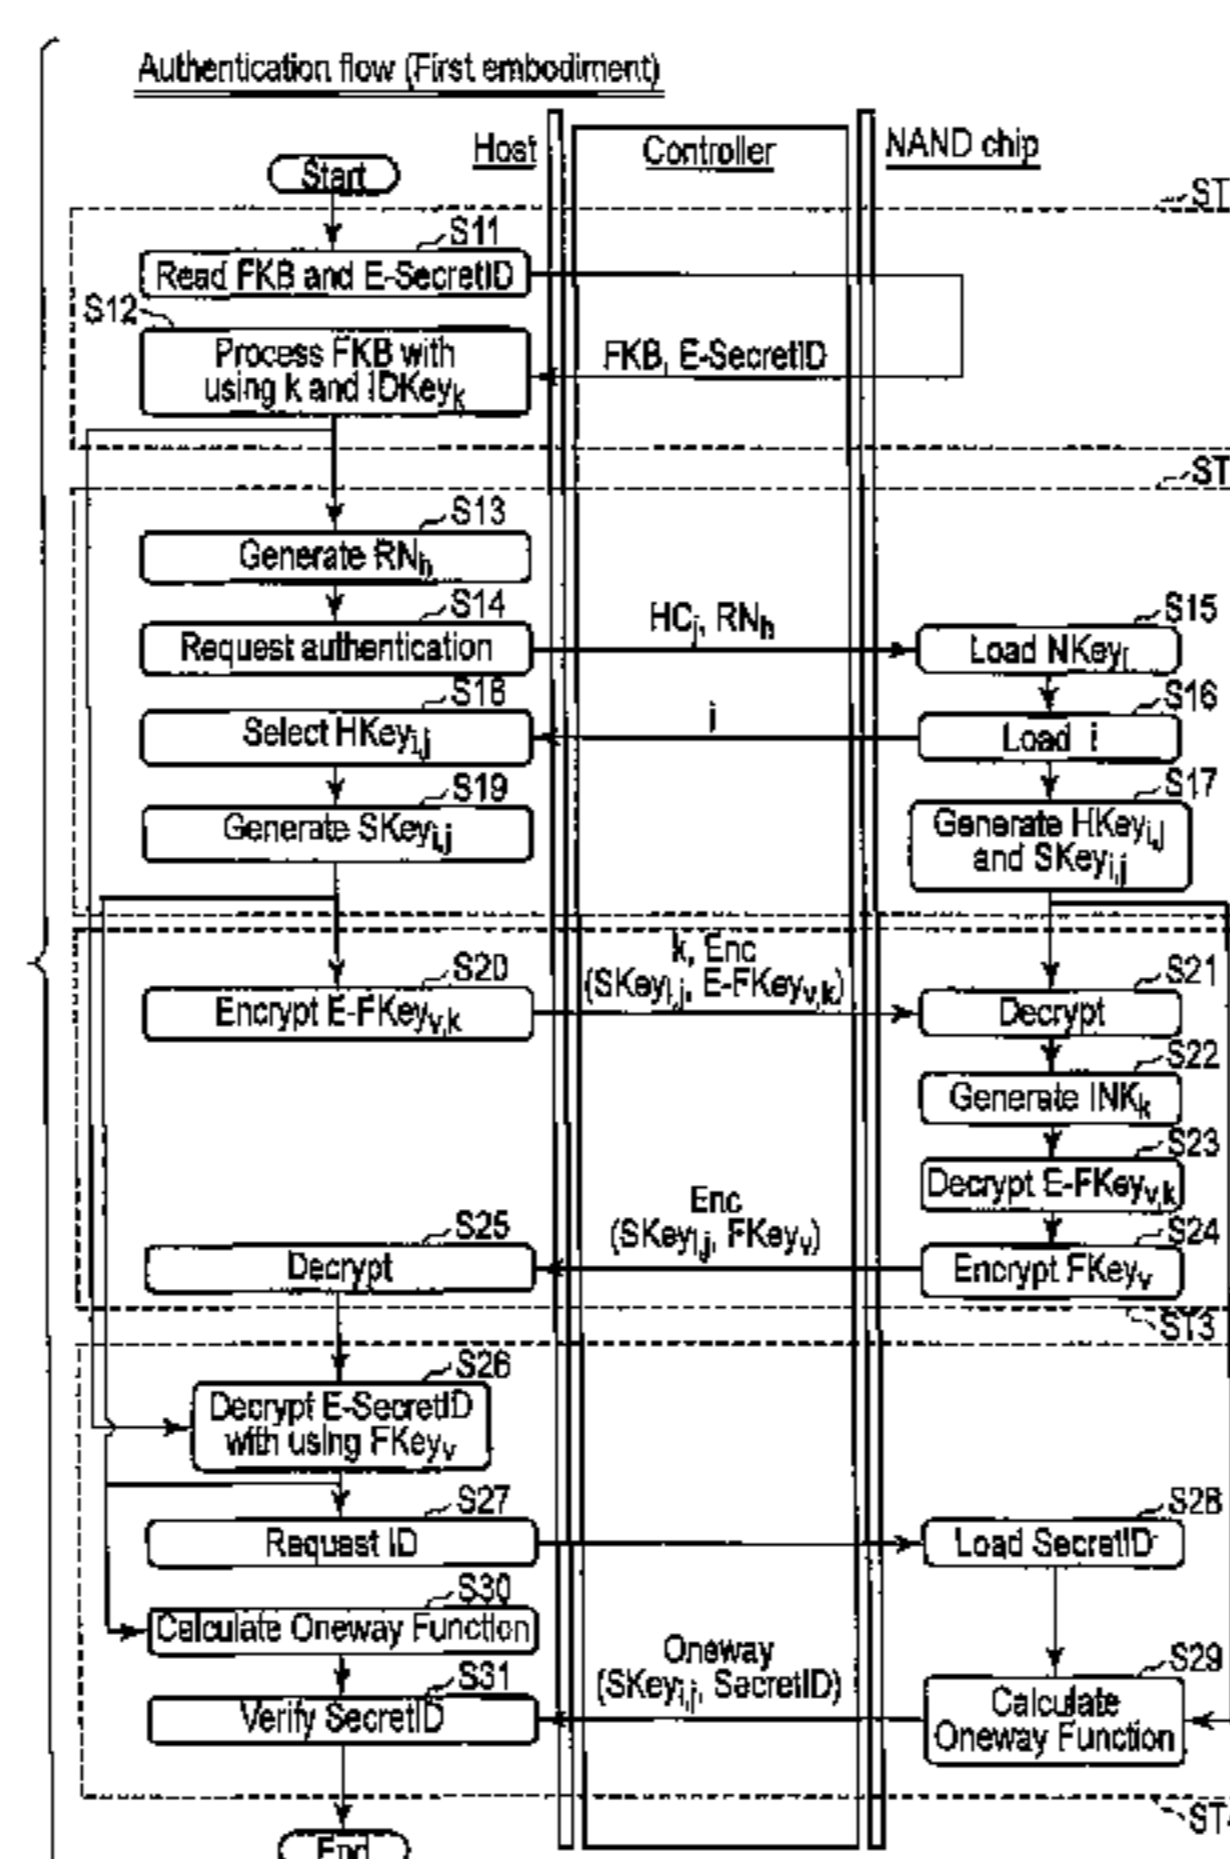 Authentication flow (First embodiment)
Host
Controller
NAND chip
Start
ST
S11
Read FKB and E-SecretID
S12
Process FKB with
using k and IDKeyk
FKB, E-SecretID
ST
S13
Generate RNh
S14
Request authentication
HCj, RNh
S15
Load NKeyi
S18
Select HKeyi,j
i
S16
Load i
S19
Generate SKeyi,j
S17
Generate HKeyi,j
and SKeyi,j
S20
Encrypt E-FKeyv,k
k, Enc
(SKeyi,j, E-FKeyv,k)
S21
Decrypt
S22
Generate INKk
S23
Decrypt E-FKeyv,k
S25
Decrypt
Enc
(SKeyi,j, FKeyv)
S24
Encrypt FKeyv
ST3
S26
Decrypt E-SecretID
with using FKeyv
S27
Request ID
S28
Load SecretID
S30
Calculate Oneway Function
S31
Verify SecretID
Oneway
(SKeyi,j, SecretID)
S29
Calculate
Oneway Function
ST4
End